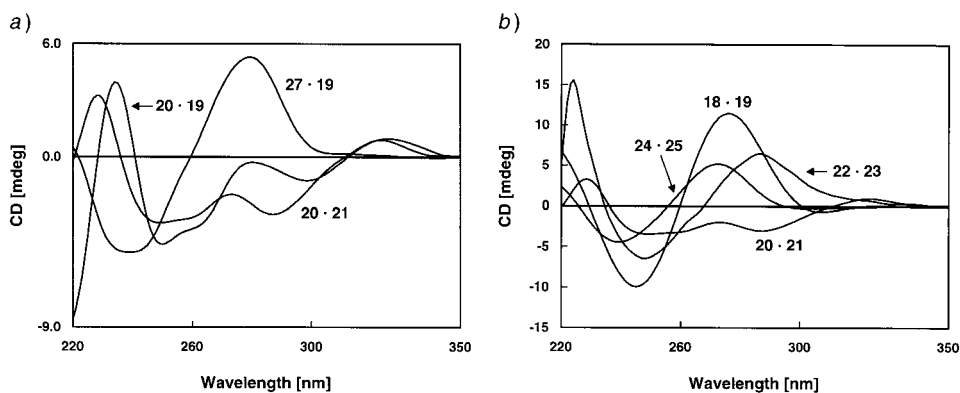 a) b)
6.0
27 · 19
20 · 19
0.0
20 · 21
-9.0
220 260 300 350
CD [mdeg]
Wavelength [nm]
20
15
10
5
0
-5
-10
-15
18 · 19
24 · 25
22 · 23
20 · 21
220 260 300 350
CD [mdeg]
Wavelength [nm]